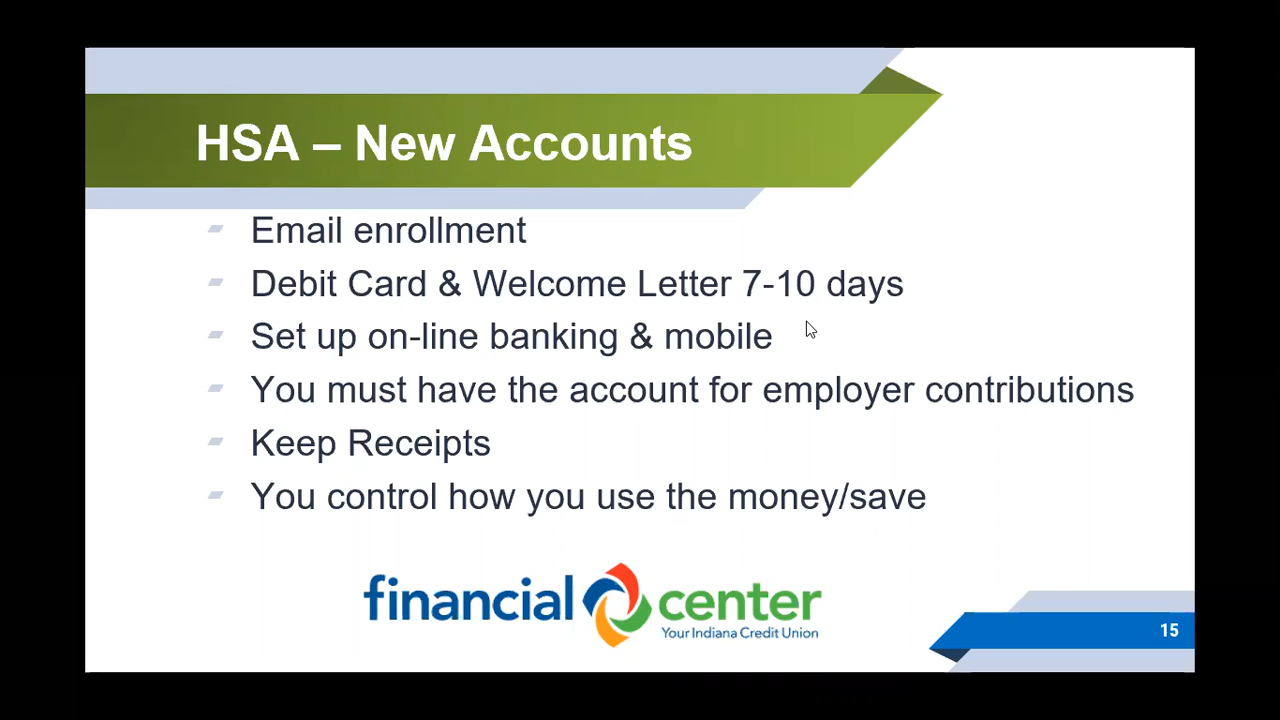 HSA – New Accounts
Email enrollment
Debit Card & Welcome Letter 7-10 days
Set up on-line banking & mobile
You must have the account for employer contributions
Keep Receipts
You control how you use the money/save
financial center
Your Indiana Credit Union
15